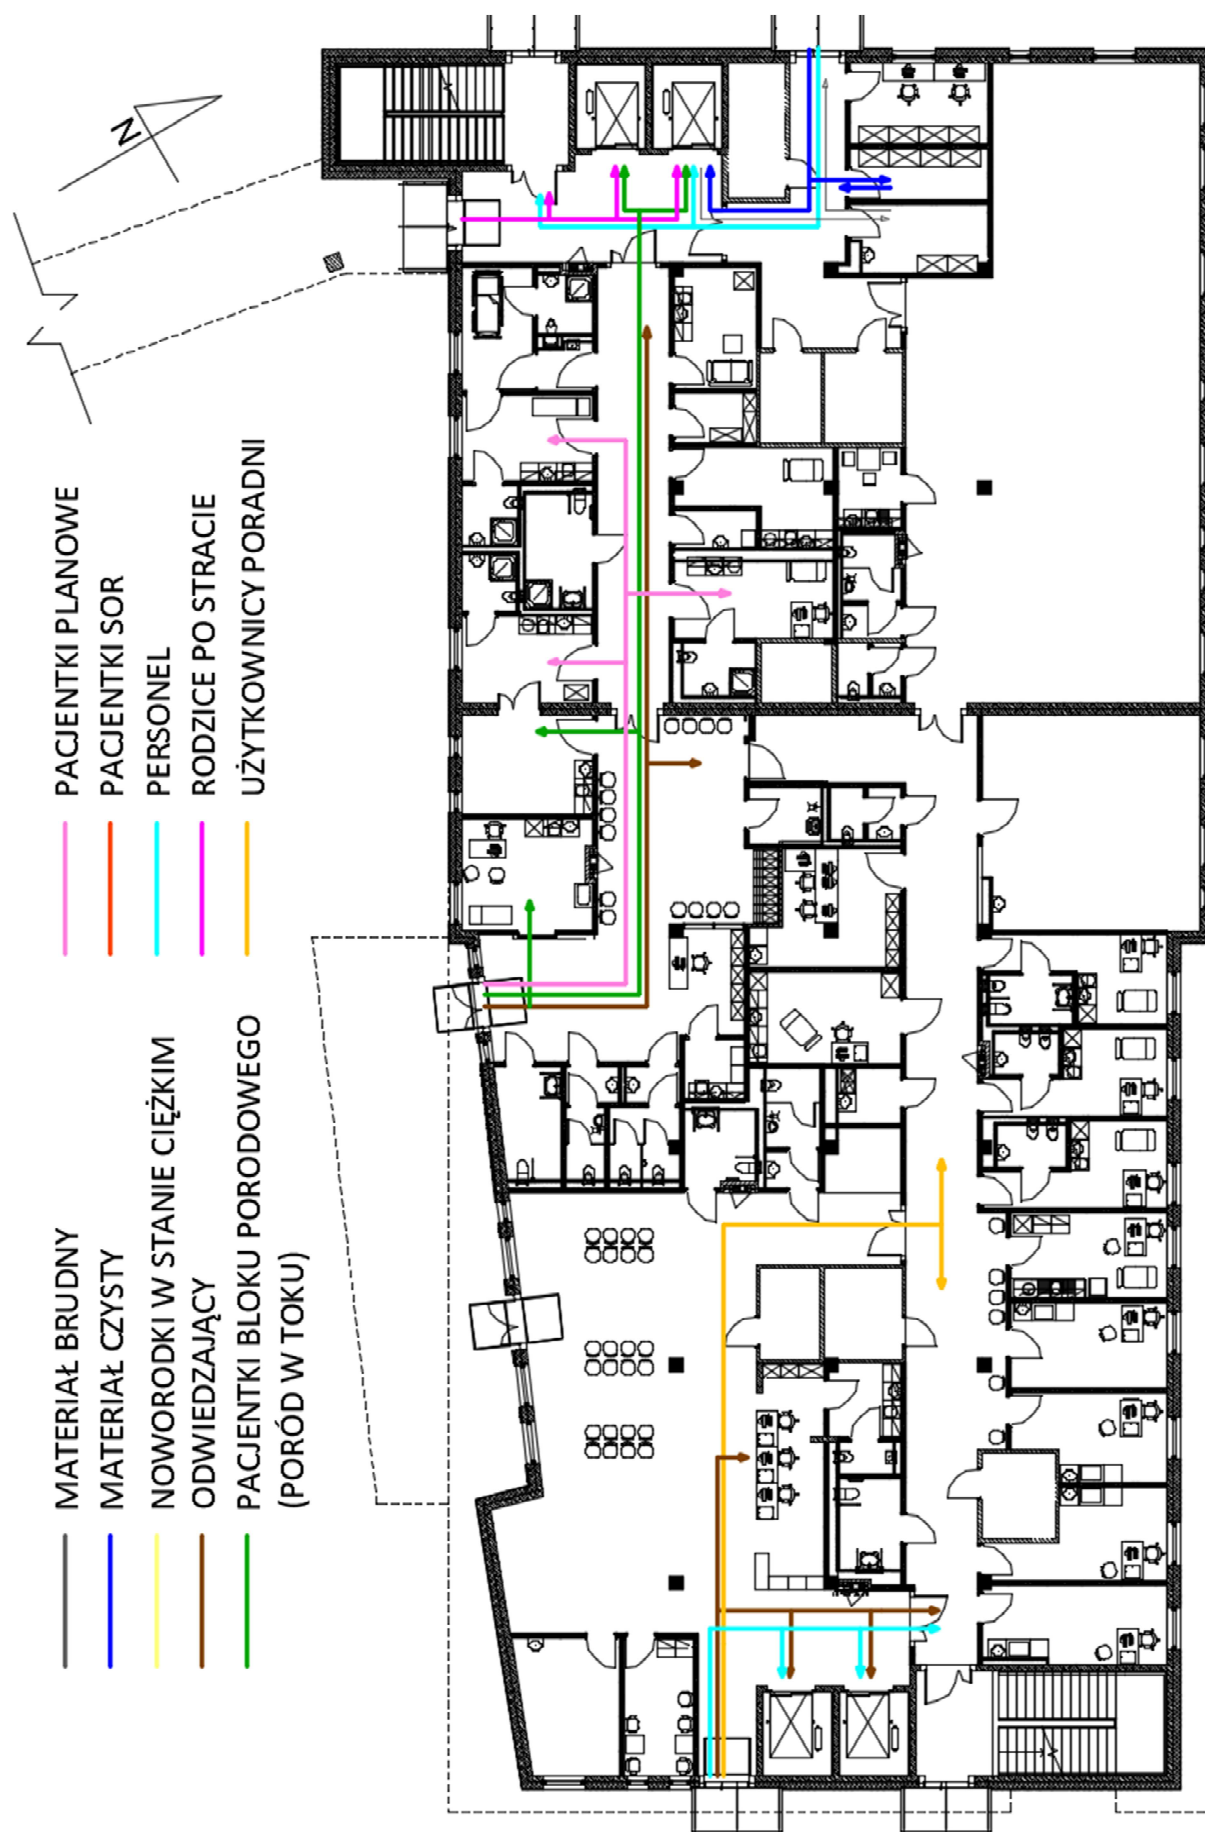 N
PACJENTKI PLANOWE
PACJENTKI SOR
PERSONEL
RODZICE PO STRACIE
UŻYTKOWNICY PORADNI
MATERIAŁ BRUDNY
MATERIAŁ CZYSTY
NOWORODKI W STANIE CIĘŻKIM
ODWIEDZAJĄCY
PACJENTKI BLOKU PORODOWEGO
(PORÓD W TOKU)